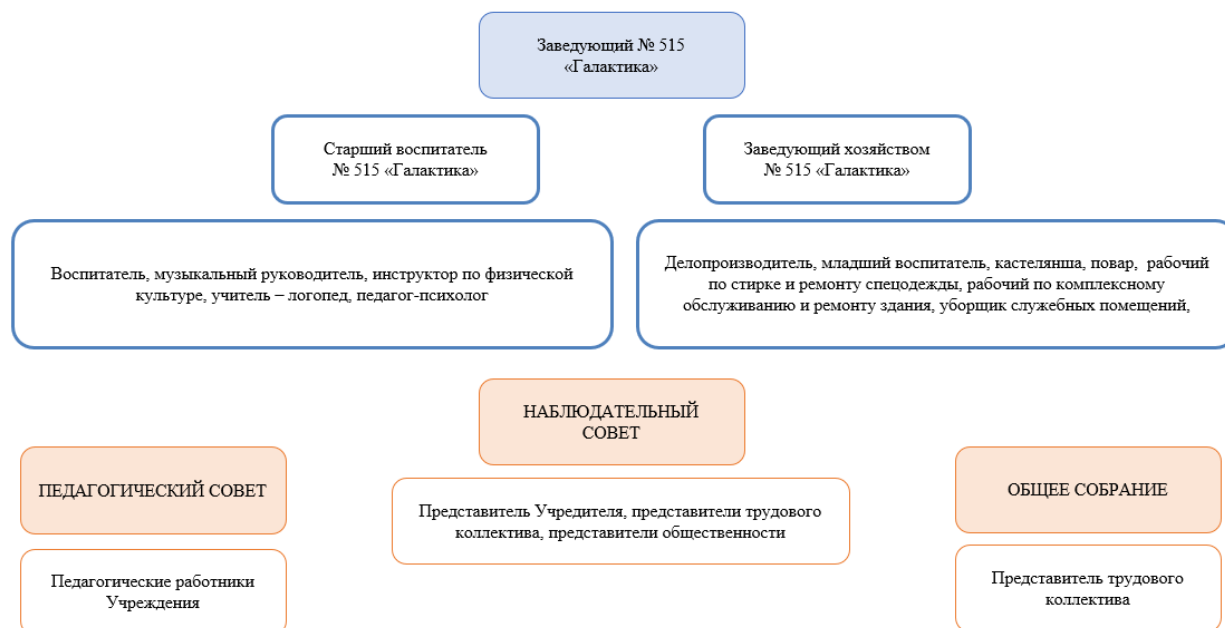 Заведующий № 515
«Галактика»
Старший воспитатель
№ 515 «Галактика»
Заведующий хозяйством
№ 515 «Галактика»
Воспитатель, музыкальный руководитель, инструктор по физической
культуре, учитель – логопед, педагог-психолог
Делопроизводитель, младший воспитатель, кастелянша, повар, рабочий
по стирке и ремонту спецодежды, рабочий по комплексному
обслуживанию и ремонту здания, уборщик служебных помещений,
НАБЛЮДАТЕЛЬНЫЙ
СОВЕТ
Представитель Учредителя, представители трудового
коллектива, представители общественности
ПЕДАГОГИЧЕСКИЙ СОВЕТ
Педагогические работники
Учреждения
ОБЩЕЕ СОБРАНИЕ
Представитель трудового
коллектива